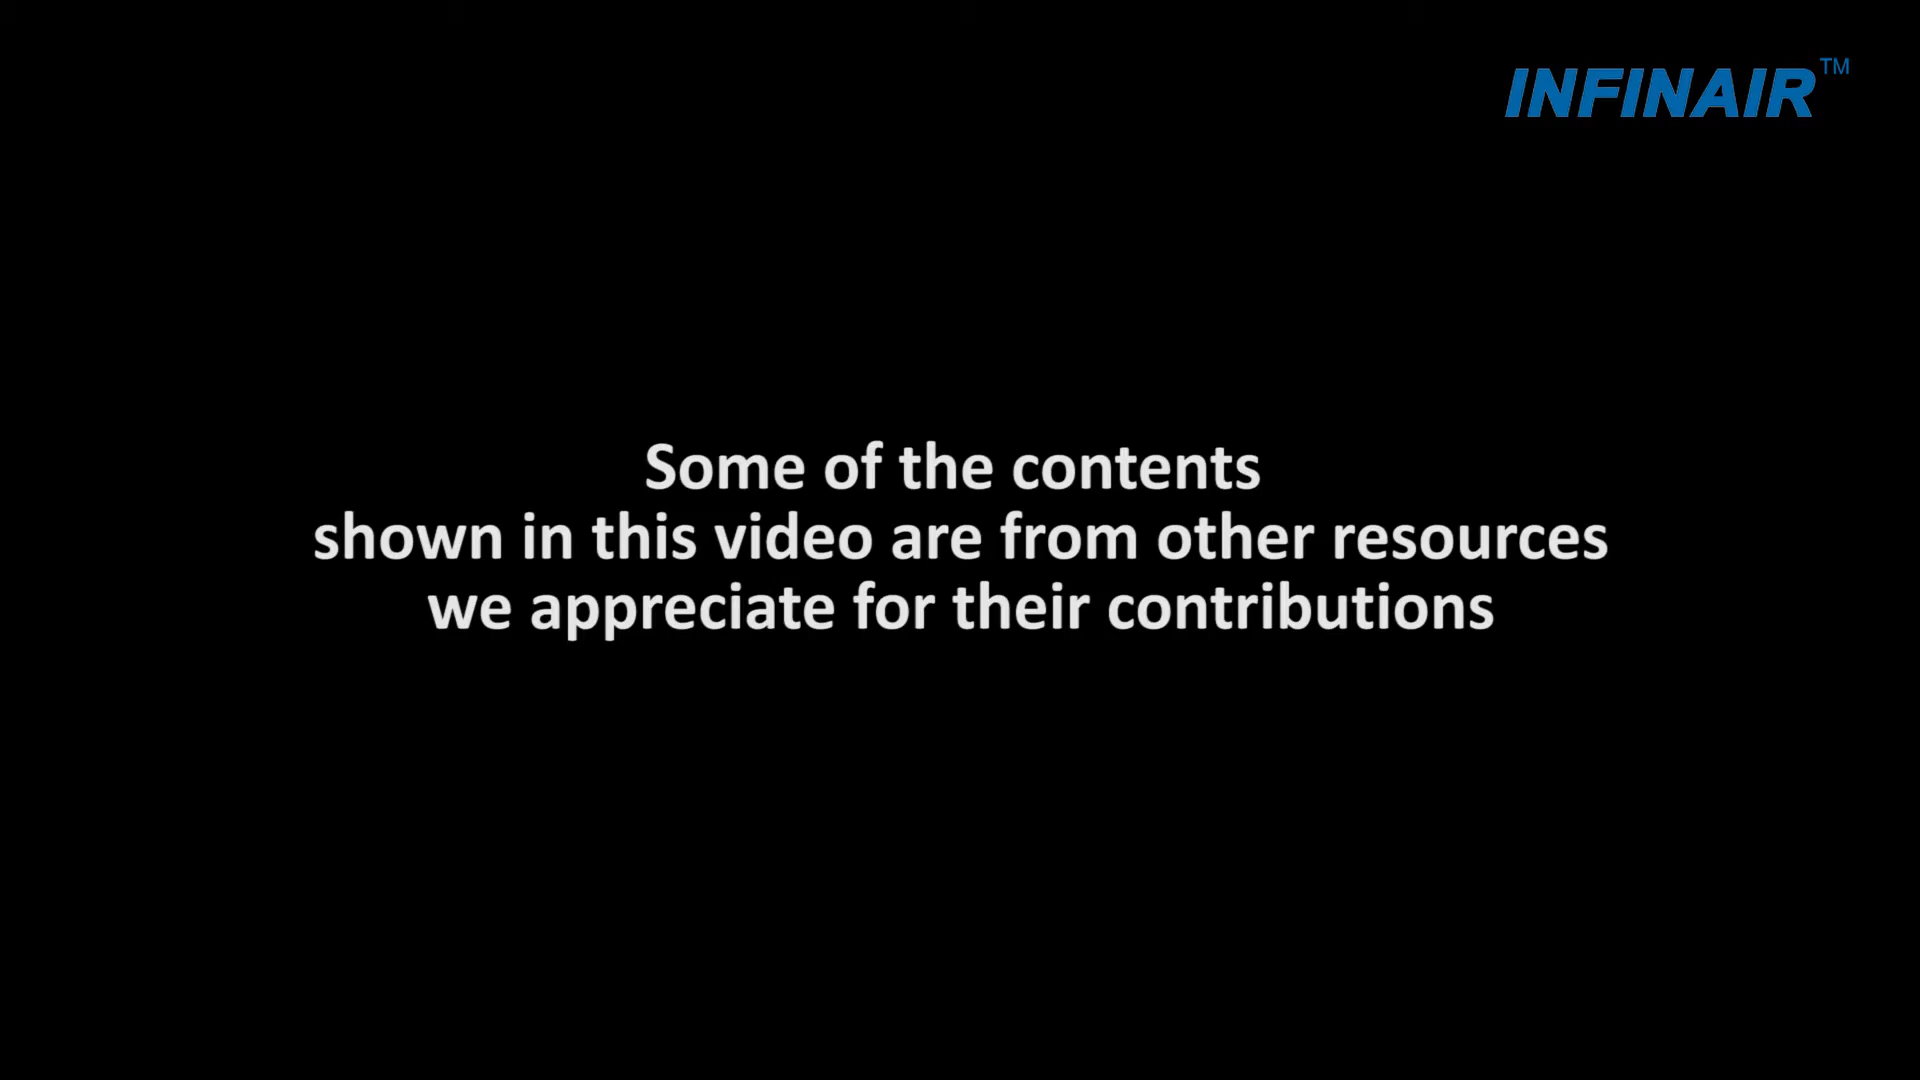 INFINAIR™
Some of the contents
shown in this video are from other resources
we appreciate for their contributions